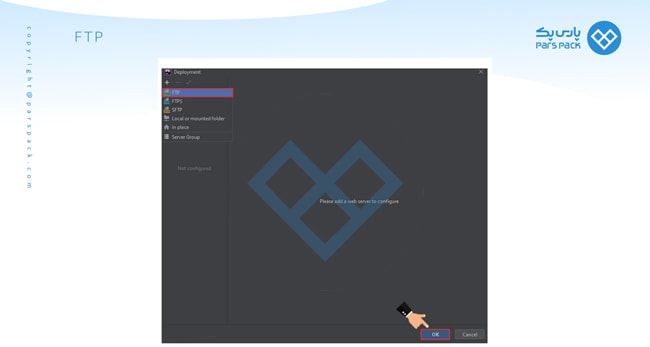 FTP
پارس پک
PARS PACK
copyright@parspack.com
Deployment
FTP
FTPS
SFTP
Local or mounted folder
In place
Server Group
Not configured
Please add a web server to configure
OK
Cancel